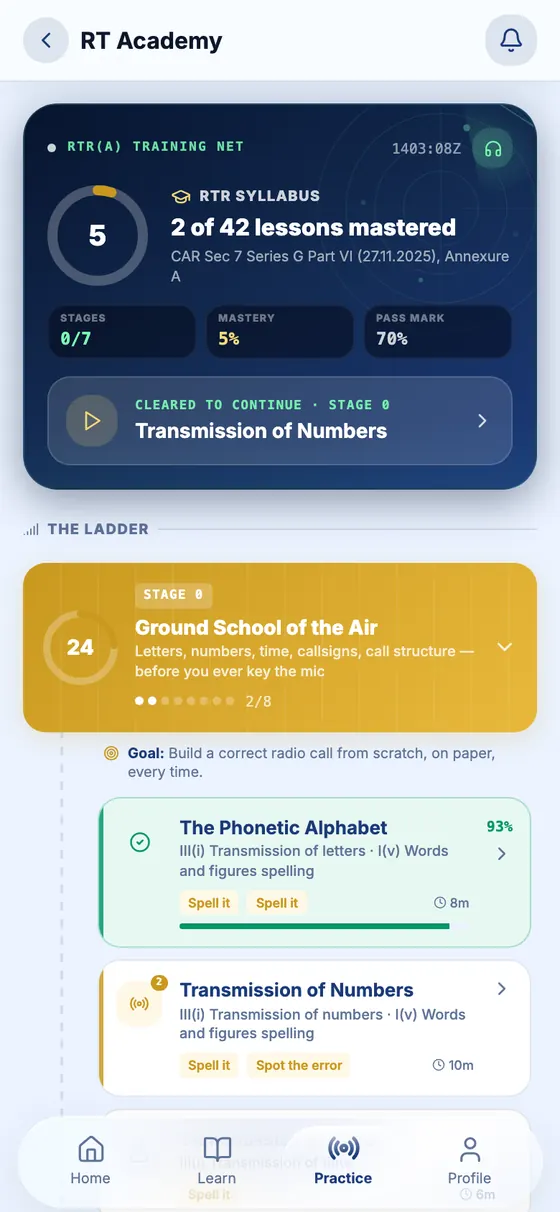 RT Academy
RTR(A) TRAINING NET
1403:08Z
5
RTR SYLLABUS
2 of 42 lessons mastered
CAR Sec 7 Series G Part VI (27.11.2025), Annexure
A
STAGES
0/7
MASTERY
5%
PASS MARK
70%
CLEARED TO CONTINUE · STAGE 0
Transmission of Numbers
THE LADDER
STAGE 0
24
Ground School of the Air
Letters, numbers, time, callsigns, call structure —
before you ever key the mic
2/8
Goal: Build a correct radio call from scratch, on paper,
every time.
The Phonetic Alphabet
93%
III(i) Transmission of letters · I(v) Words
and figures spelling
Spell it
Spell it
8m
2
Transmission of Numbers
III(i) Transmission of numbers · I(v) Words
and figures spelling
Spell it
Spot the error
10m
III(i) Transmission of time
Spell it
6m
Home
Learn
Practice
Profile